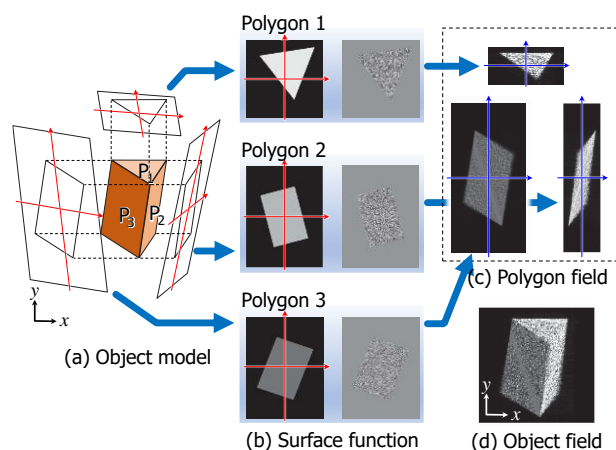 Polygon 1
P1
P2
P3
Polygon 2
(c) Polygon field
y
x
Polygon 3
(a) Object model
y
x
(b) Surface function
(d) Object field